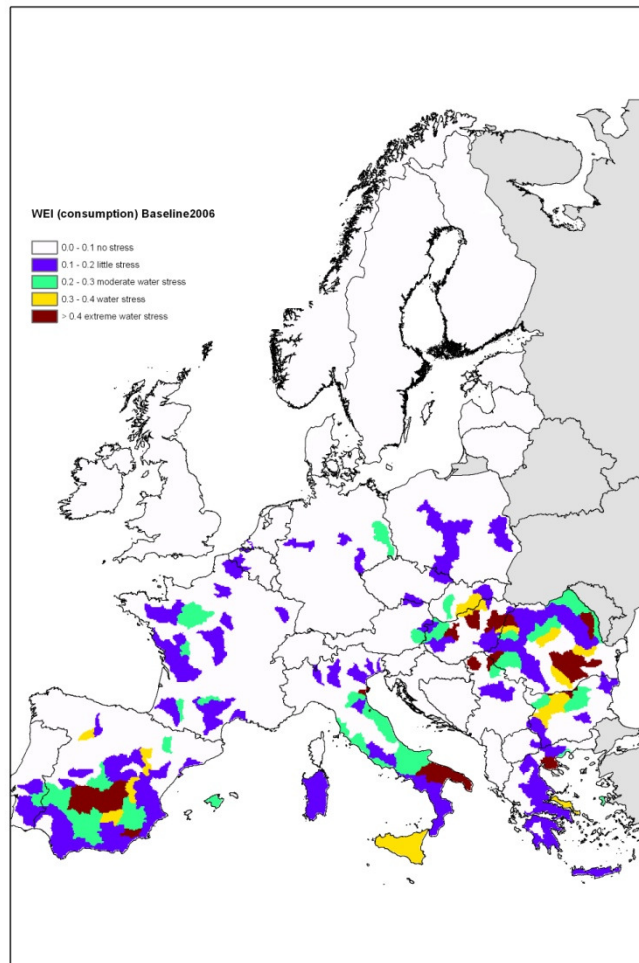 WEI (consumption) Baseline2006
0.0 - 0.1 no stress
0.1 - 0.2 little stress
0.2 - 0.3 moderate water stress
0.3 - 0.4 water stress
> 0.4 extreme water stress